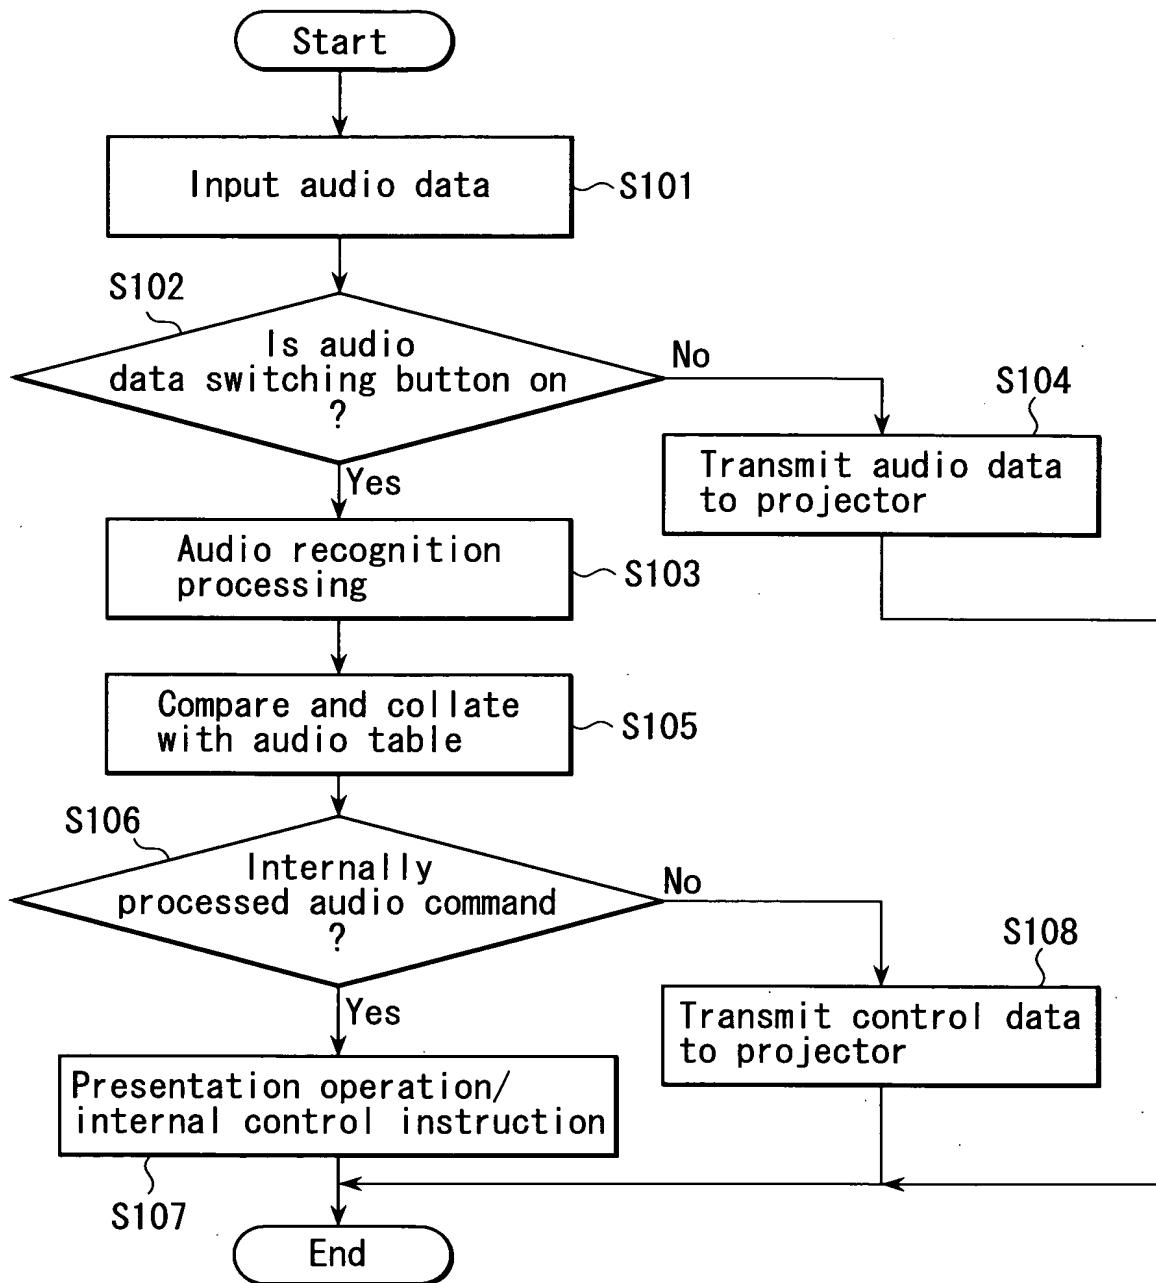 Start
Input audio data
S101
S102
Is audio
data switching button on
?
No
Yes
S104
Transmit audio data
to projector
Audio recognition
processing
S103
Compare and collate
with audio table
S105
S106
Internally
processed audio command
?
No
Yes
S108
Transmit control data
to projector
Presentation operation/
internal control instruction
S107
End